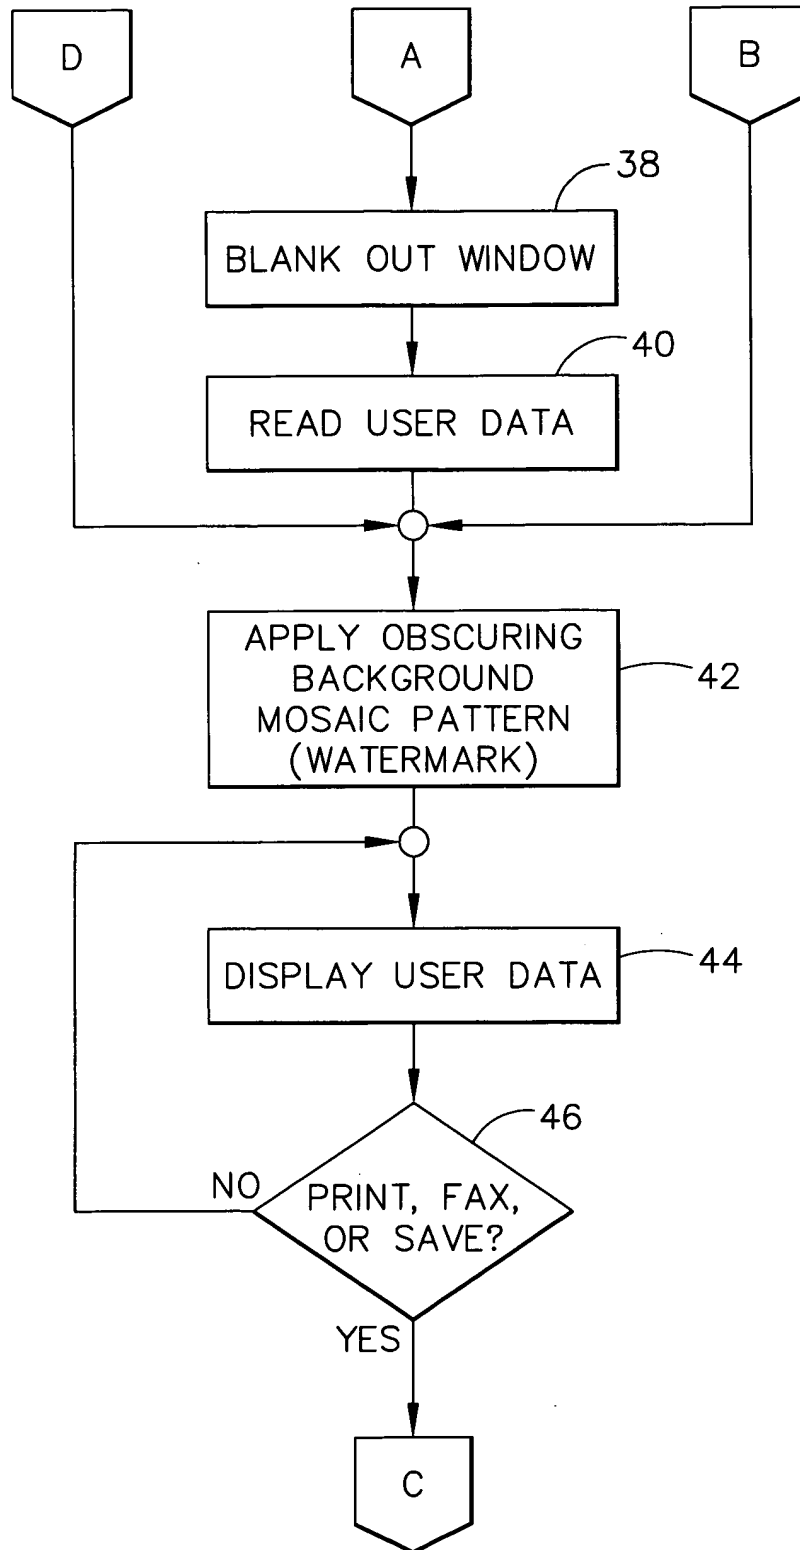 D
A
B
38
BLANK OUT WINDOW
40
READ USER DATA
APPLY OBSCURING
BACKGROUND
MOSAIC PATTERN
(WATERMARK)
42
DISPLAY USER DATA
44
46
NO
PRINT, FAX,
OR SAVE?
YES
C